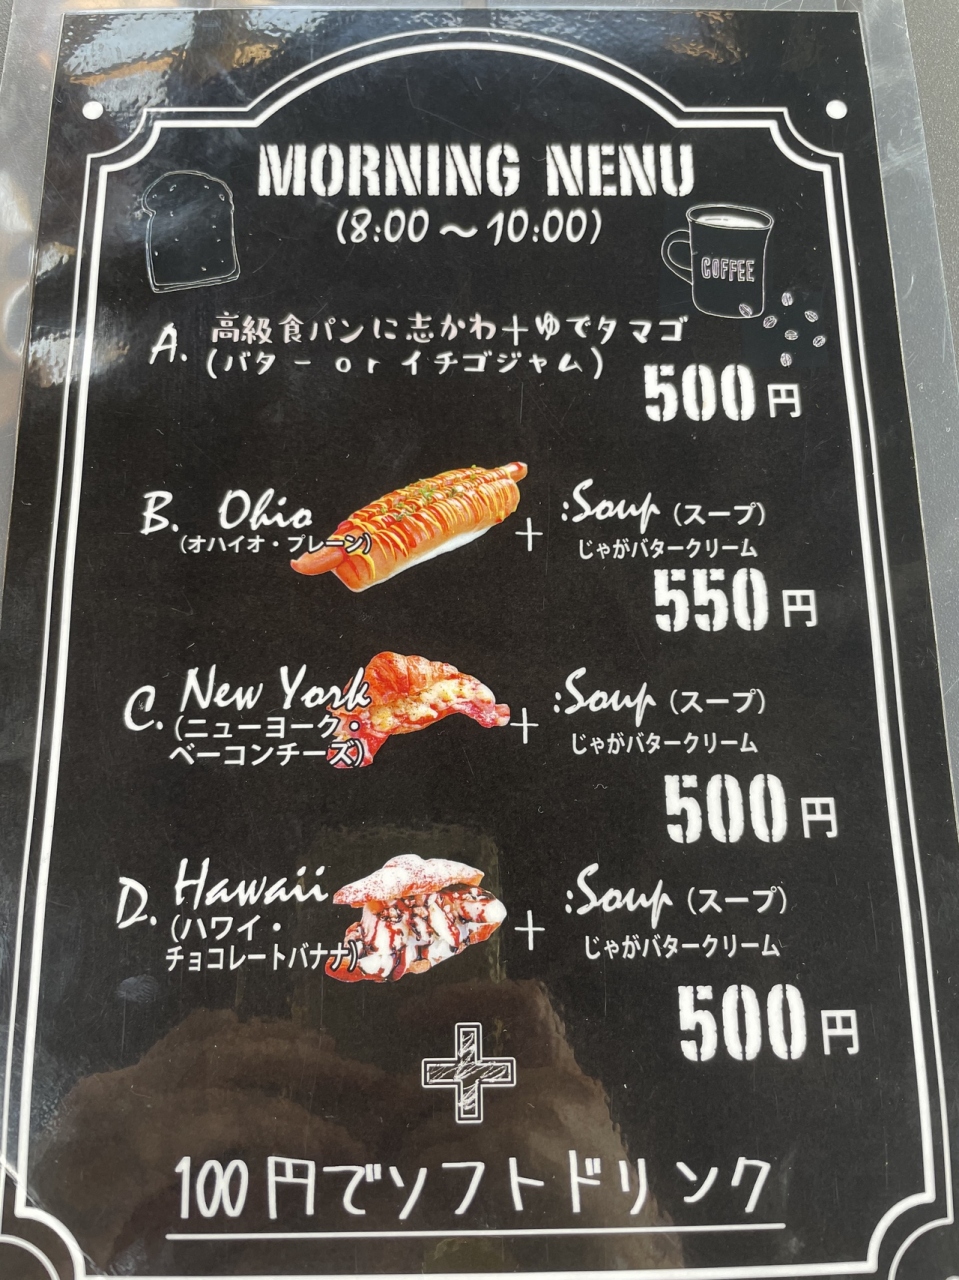 MORNING NENU
(8:00〜10:00)
COFFEE
A. 高級食パンに志かわ+ゆでタマゴ
(バター or イチゴジャム)
500円
B. Ohio + :Soup (スープ)
(オハイオ・プレーン) じゃがバタークリーム
550円
C. New York + :Soup (スープ)
(ニューヨーク・
ベーコンチーズ) じゃがバタークリーム
500円
D. Hawaii + :Soup (スープ)
(ハワイ・
チョコレートバナナ) じゃがバタークリーム
500円
+
100円でソフトドリンク